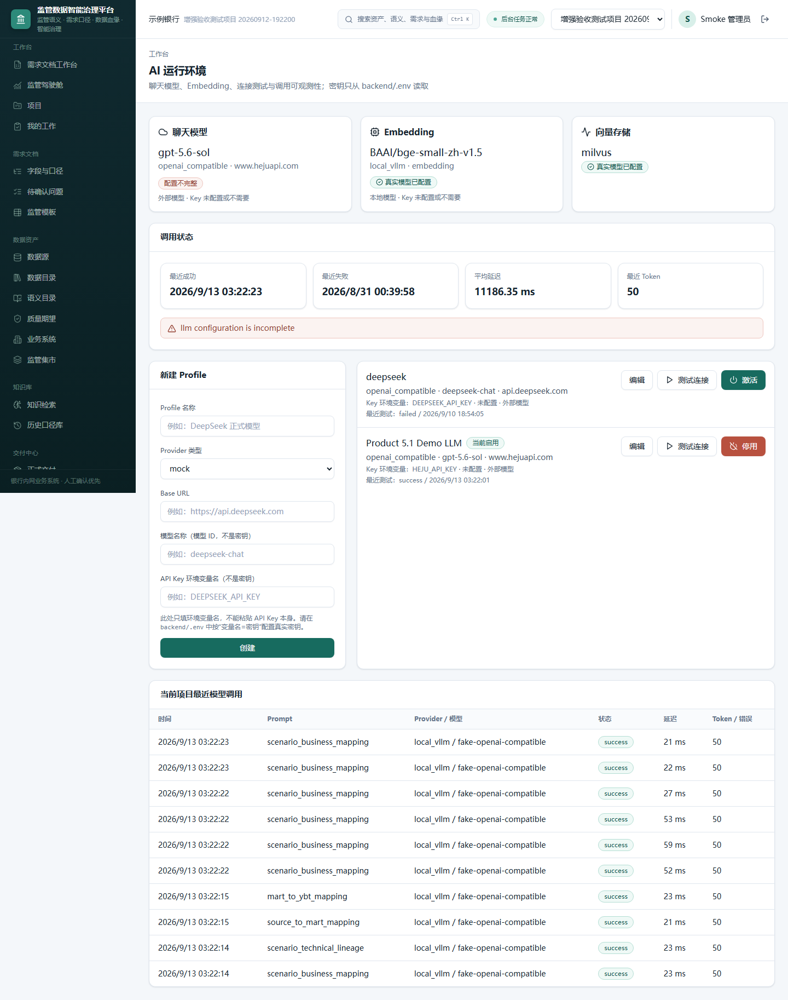 监管数据智能治理平台
监管语义 · 需求口径 · 数据血缘 ·
智能治理
工作台
需求文档工作台
监管驾驶舱
项目
我的工作
需求文档
字段与口径
待确认问题
监管模板
数据资产
数据源
数据目录
语义目录
质量期望
业务系统
监管集市
知识库
知识检索
历史口径库
交付中心
正式交付
银行内网业务系统 · 人工确认优先
示例银行 增强验收测试项目 20260912-192200
搜索资产、语义、需求与血缘 Ctrl K
后台任务正常
增强验收测试项目 202609
S Smoke 管理员
工作台
AI 运行环境
聊天模型、Embedding、连接测试与调用可观测性；密钥只从 backend/.env 读取
聊天模型
gpt-5.6-sol
openai_compatible · www.hejuapi.com
配置不完整
外部模型 · Key 未配置或不需要
Embedding
BAAI/bge-small-zh-v1.5
local_vllm · embedding
真实模型已配置
本地模型 · Key 未配置或不需要
向量存储
milvus
真实模型已配置
调用状态
最近成功
2026/9/13 03:22:23
最近失败
2026/8/31 00:39:58
平均延迟
11186.35 ms
最近 Token
50
llm configuration is incomplete
新建 Profile
Profile 名称
例如：DeepSeek 正式模型
Provider 类型
mock
Base URL
例如：https://api.deepseek.com
模型名称（模型 ID，不是密钥）
例如：deepseek-chat
API Key 环境变量名（不是密钥）
例如：DEEPSEEK_API_KEY
此处只填环境变量名，不能粘贴 API Key 本身。请在
backend/.env 中按“变量名=密钥”配置真实密钥。
创建
deepseek
openai_compatible · deepseek-chat · api.deepseek.com
Key 环境变量：DEEPSEEK_API_KEY · 未配置 · 外部模型
最近测试：failed / 2026/9/10 18:54:05
编辑 测试连接 激活
Product 5.1 Demo LLM 当前启用
openai_compatible · gpt-5.6-sol · www.hejuapi.com
Key 环境变量：HEJU_API_KEY · 未配置 · 外部模型
最近测试：success / 2026/9/13 03:22:01
编辑 测试连接 停用
当前项目最近模型调用
时间 Prompt Provider / 模型 状态 延迟 Token / 错误
2026/9/13 03:22:23 scenario_business_mapping local_vllm / fake-openai-compatible success 21 ms 50
2026/9/13 03:22:23 scenario_business_mapping local_vllm / fake-openai-compatible success 22 ms 50
2026/9/13 03:22:22 scenario_business_mapping local_vllm / fake-openai-compatible success 27 ms 50
2026/9/13 03:22:22 scenario_business_mapping local_vllm / fake-openai-compatible success 53 ms 50
2026/9/13 03:22:22 scenario_business_mapping local_vllm / fake-openai-compatible success 59 ms 50
2026/9/13 03:22:22 scenario_business_mapping local_vllm / fake-openai-compatible success 52 ms 50
2026/9/13 03:22:15 mart_to_ybt_mapping local_vllm / fake-openai-compatible success 23 ms 50
2026/9/13 03:22:15 source_to_mart_mapping local_vllm / fake-openai-compatible success 21 ms 50
2026/9/13 03:22:14 scenario_technical_lineage local_vllm / fake-openai-compatible success 23 ms 50
2026/9/13 03:22:14 scenario_business_mapping local_vllm / fake-openai-compatible success 23 ms 50